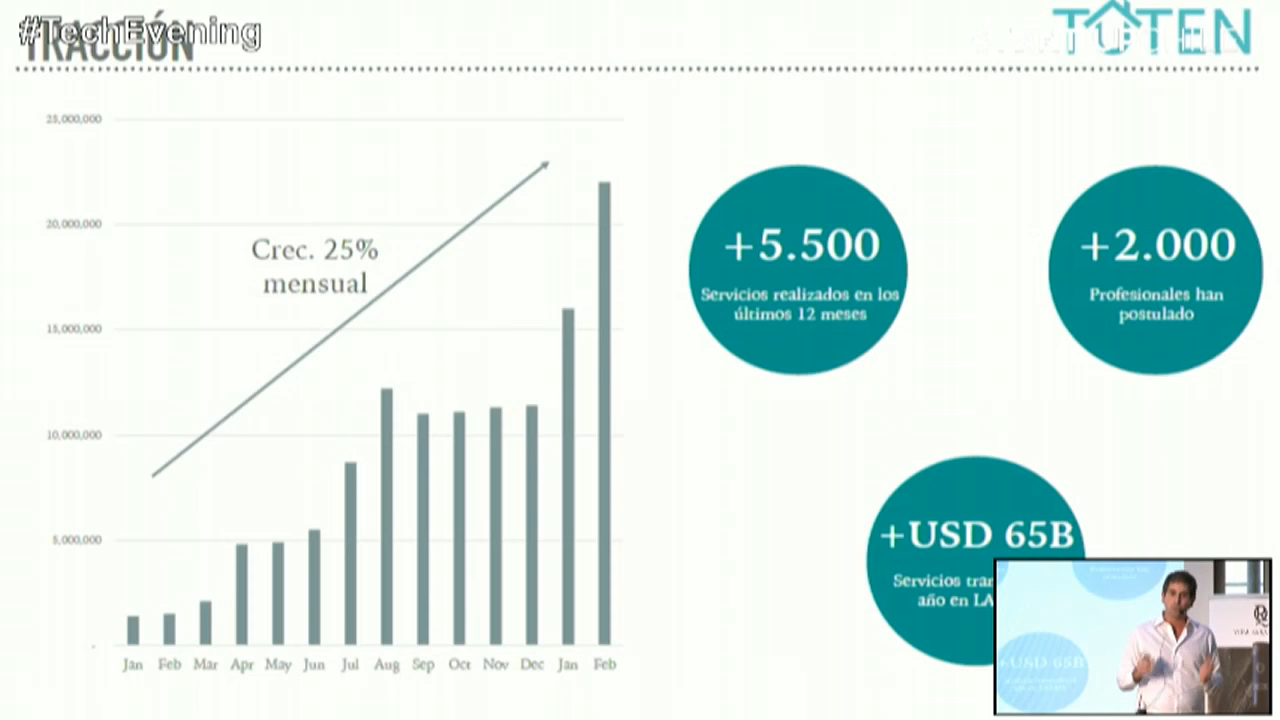 #TechEvening
TRACCIÓN
TOTEN
25,000,000
20,000,000
15,000,000
10,000,000
5,000,000
-
Crec. 25%
mensual
Jan Feb Mar Apr May Jun Jul Aug Sep Oct Nov Dec Jan Feb
+5.500
Servicios realizados en los
últimos 12 meses
+2.000
Profesionales han
postulado
+USD 65B
Servicios
año en
+USD 65B